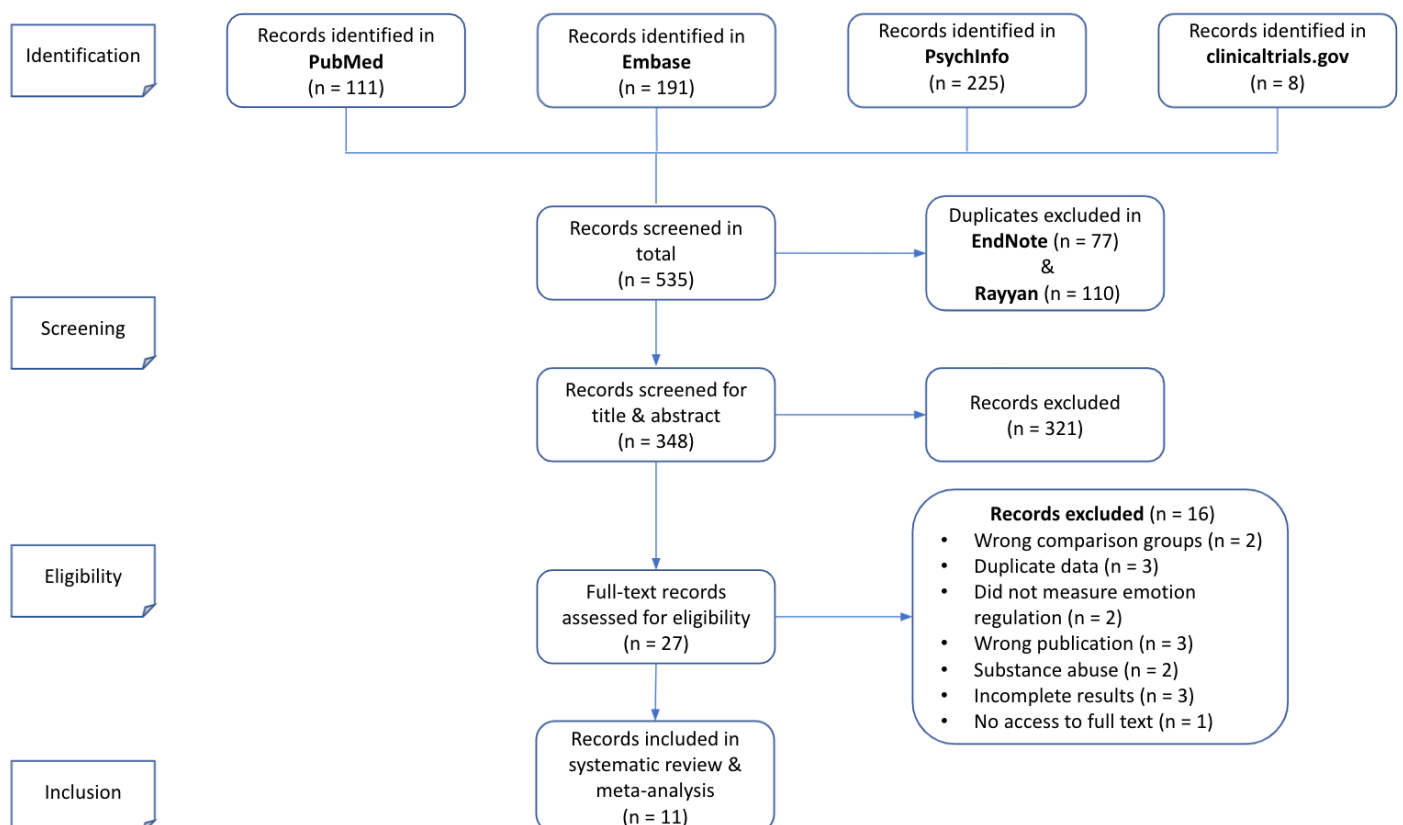 Identification
Records identified in
PubMed
(n = 111)
Records identified in
Embase
(n = 191)
Records identified in
PsychInfo
(n = 225)
Records identified in
clinicaltrials.gov
(n = 8)
Records screened in
total
(n = 535)
Duplicates excluded in
EndNote (n = 77)
&
Rayyan (n = 110)
Screening
Records screened for
title & abstract
(n = 348)
Records excluded
(n = 321)
Eligibility
Full-text records
assessed for eligibility
(n = 27)
Records excluded (n = 16)
• Wrong comparison groups (n = 2)
• Duplicate data (n = 3)
• Did not measure emotion
regulation (n = 2)
• Wrong publication (n = 3)
• Substance abuse (n = 2)
• Incomplete results (n = 3)
• No access to full text (n = 1)
Inclusion
Records included in
systematic review &
meta-analysis
(n = 11)